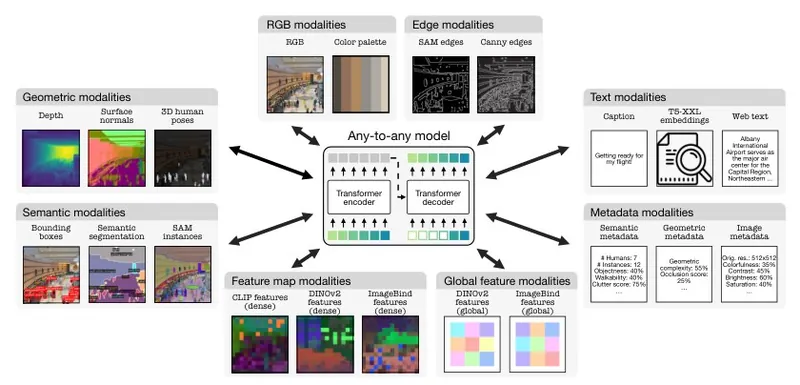 RGB modalities
RGB
Color palette
Edge modalities
SAM edges
Canny edges
Geometric modalities
Depth
Surface
normals
3D human
poses
Any-to-any model
Transformer
encoder
Transformer
decoder
Text modalities
Caption
T5-XXL
embeddings
Web text
Getting ready for
my flight!
Albany
International
Airport serves as
the major air
center for the
Capital Region,
Northeastern ...
Semantic modalities
Bounding
boxes
Semantic
segmentation
SAM
instances
Metadata modalities
Semantic
metadata
Geometric
metadata
Image
metadata
# Humans: 7
# Instances: 12
Objectness: 40%
Walkability: 40%
Clutter score: 75%
...
Geometric
complexity: 55%
Occlusion score:
25%
...
Orig. res.: 512x512
Colorfulness: 35%
Contrast: 45%
Brightness: 60%
Saturation: 40%
...
Feature map modalities
CLIP features
(dense)
DINOv2
features
(dense)
ImageBind
features
(dense)
Global feature modalities
DINOv2
features
(global)
ImageBind
features
(global)